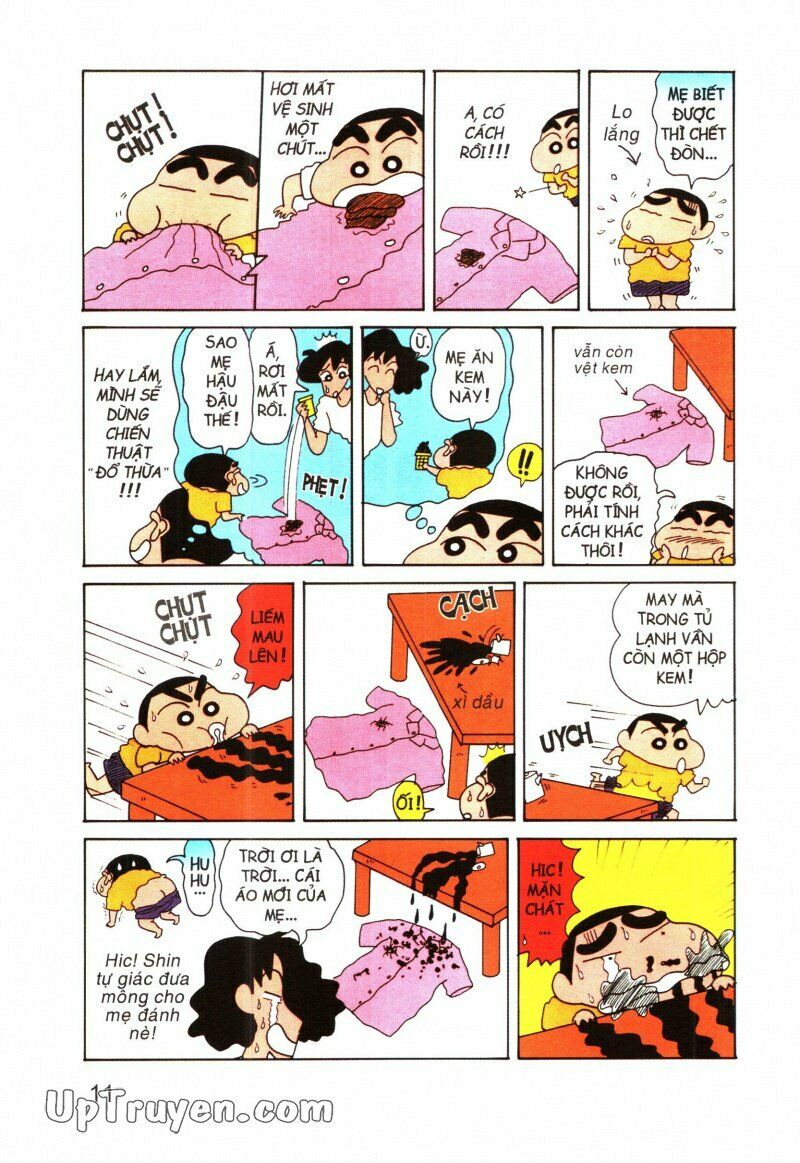 MẸ BIẾT
ĐƯỢC
THÌ CHẾT
ĐÒN...
Lo
lắng
A, CÓ
CÁCH
RỒI!!!
HƠI MẤT
VỆ SINH
MỘT
CHÚT...
CHỤT!
CHỤT!
vẫn còn
vệt kem
KHÔNG
ĐƯỢC RỒI,
PHẢI TÍNH
CÁCH KHÁC
THÔI!
MẸ ĂN
KEM
NÀY!
Ừ.
!!
Á,
RƠI
MẤT
RỒI.
SAO
MẸ
HẬU
ĐẬU
THẾ!
PHẸT!
HAY LẮM,
MÌNH SẼ
DÙNG
CHIẾN
THUẬT
"ĐỔ THỪA"
!!!
MAY MÀ
TRONG TỦ
LẠNH VẪN
CÒN MỘT HỘP
KEM!
UỴCH
CẠCH
xì dầu
ỐI!
LIẾM
MAU
LÊN!
CHỤT
CHỤT
HIC!
MẶN
CHÁT
...
TRỜI ƠI LÀ
TRỜI... CÁI
ÁO MỚI CỦA
MẸ...
HU
HU...
Hic! Shin
tự giác đưa
mông cho
mẹ đánh
nè!
UpTruyen.com